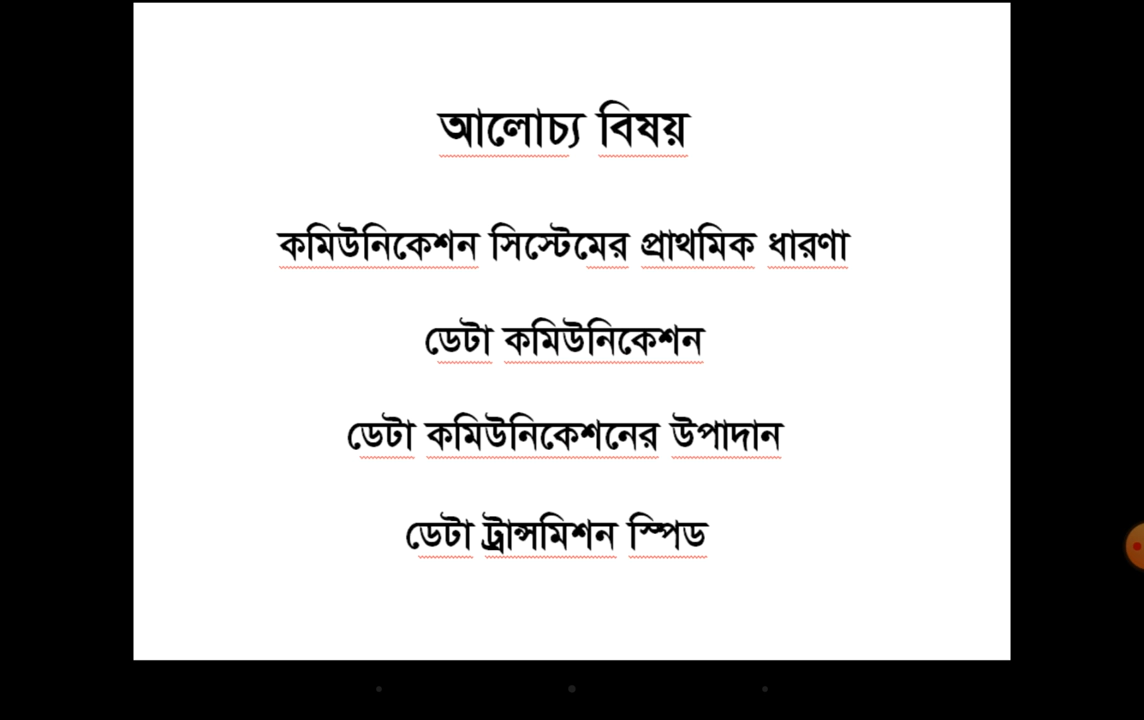 আলোচ্য বিষয়
কমিউনিকেশন সিস্টেমের প্রাথমিক ধারণা
ডেটা কমিউনিকেশন
ডেটা কমিউনিকেশনের উপাদান
ডেটা ট্রান্সমিশন স্পিড